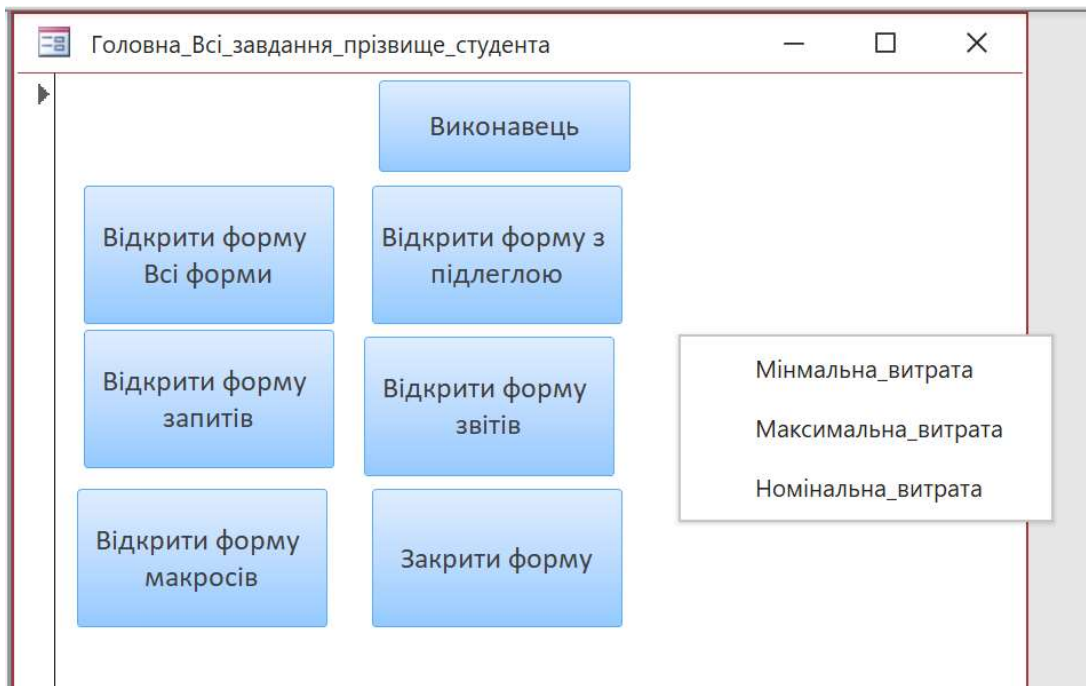 Головна_Всі_завдання_прізвище_студента
Виконавець
Відкрити форму
Всі форми
Відкрити форму з
підлеглою
Відкрити форму
запитів
Відкрити форму
звітів
Мінмальна_витрата
Максимальна_витрата
Номінальна_витрата
Відкрити форму
макросів
Закрити форму